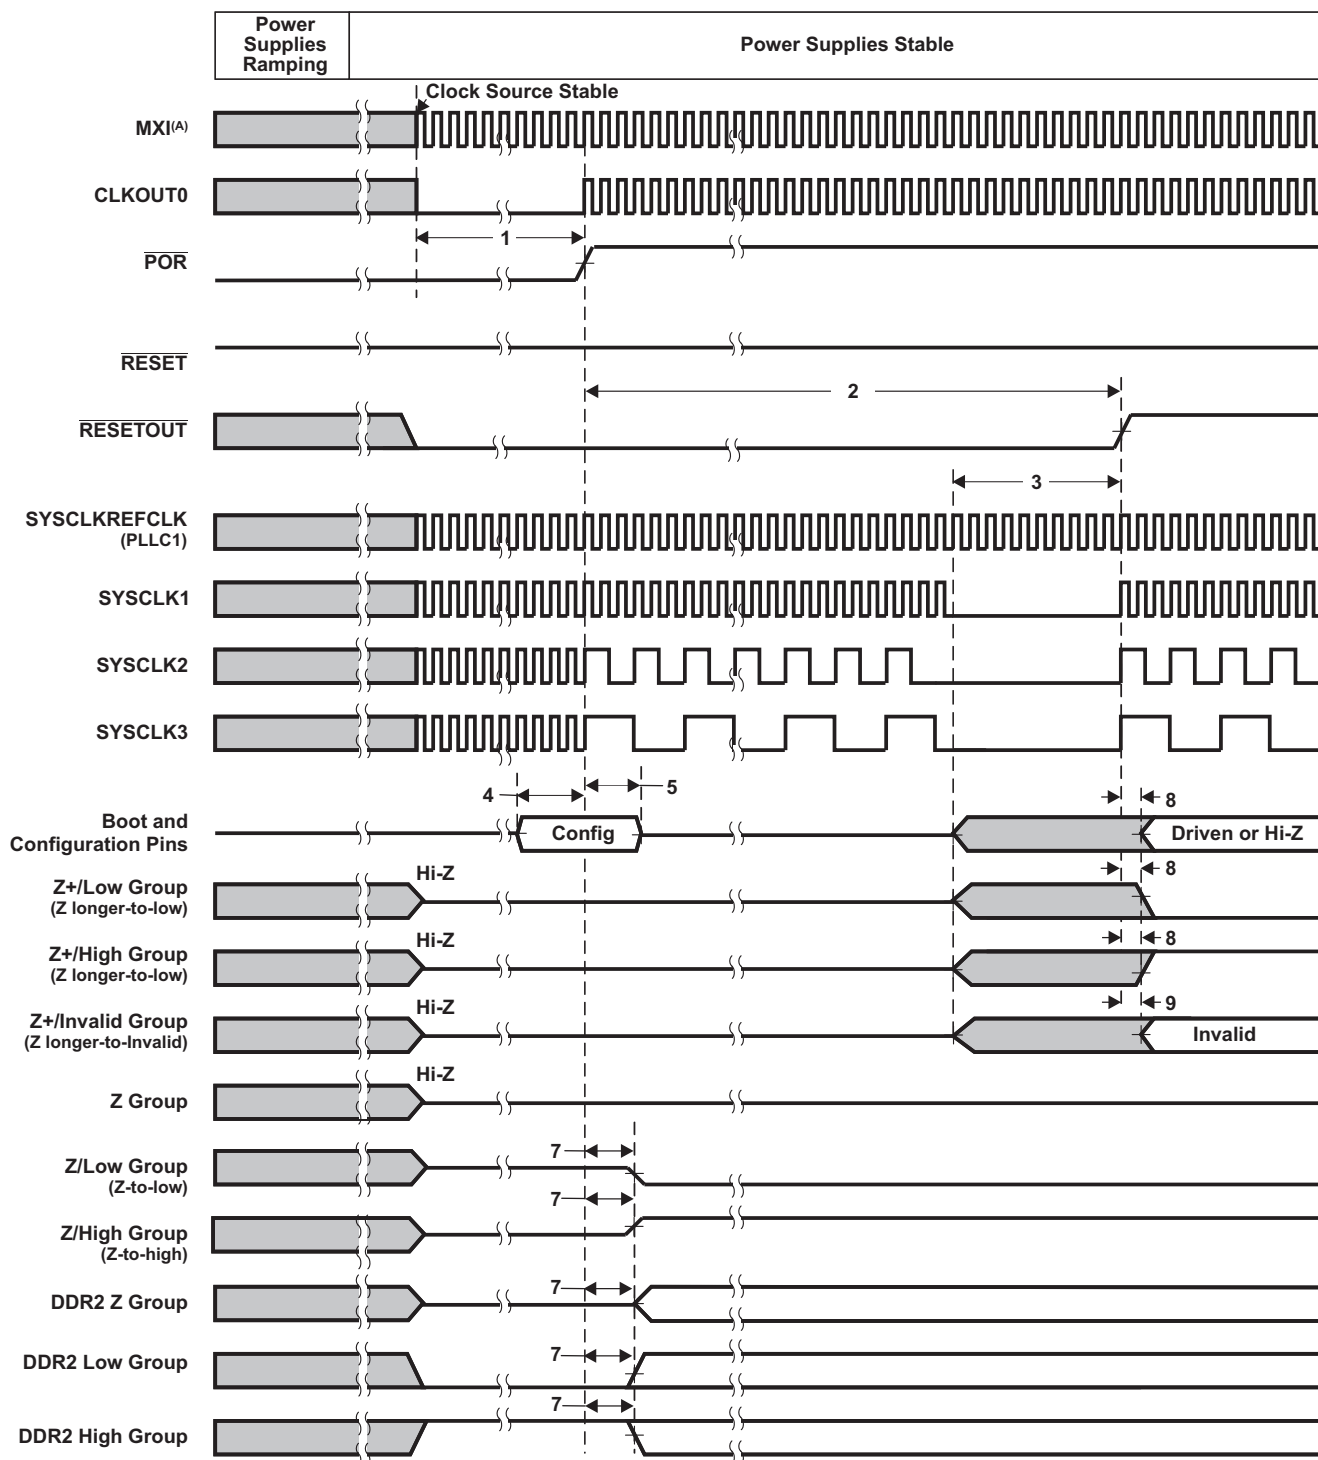 Power
Supplies
Ramping
Power Supplies Stable
Clock Source Stable
MXI(A)
CLKOUT0
1
POR
RESET
2
RESETOUT
3
SYSCLKREFCLK
(PLLC1)
SYSCLK1
SYSCLK2
SYSCLK3
4
5
8
Boot and
Configuration Pins
Config
Driven or Hi-Z
8
Z+/Low Group
(Z longer-to-low)
Hi-Z
8
Z+/High Group
(Z longer-to-low)
Hi-Z
9
Z+/Invalid Group
(Z longer-to-Invalid)
Hi-Z
Invalid
Z Group
Hi-Z
7
Z/Low Group
(Z-to-low)
7
Z/High Group
(Z-to-high)
7
DDR2 Z Group
7
DDR2 Low Group
7
DDR2 High Group